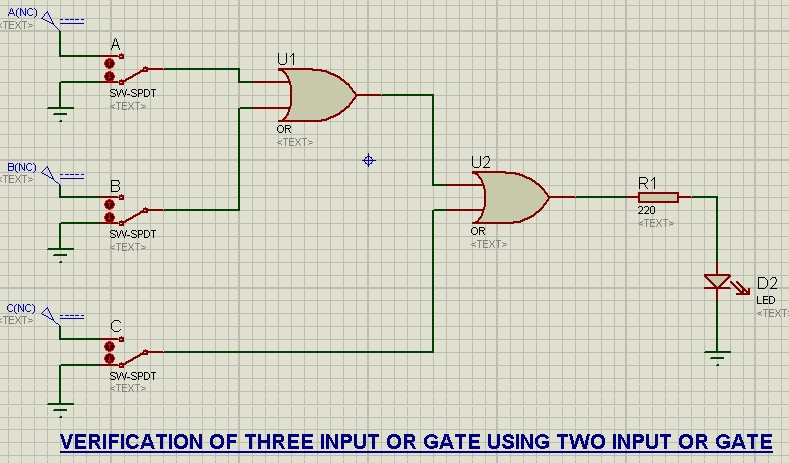 A(NC)
<TEXT>
A
SW-SPDT
<TEXT>
U1
OR
<TEXT>
B(NC)
<TEXT>
B
SW-SPDT
<TEXT>
U2
OR
<TEXT>
R1
220
<TEXT>
D2
LED
<TEXT>
C(NC)
<TEXT>
C
SW-SPDT
<TEXT>
VERIFICATION OF THREE INPUT OR GATE USING TWO INPUT OR GATE